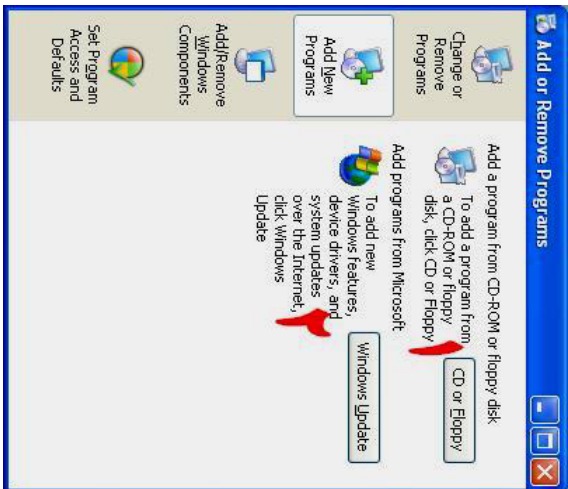 Add or Remove Programs
Change or
Remove
Programs
Add New
Programs
Add/Remove
Windows
Components
Set Program
Access and
Defaults
Add a program from CD-ROM or floppy disk
To add a program from
a CD-ROM or floppy
disk, click CD or Floppy
CD or Floppy
Add programs from Microsoft
To add new
Windows features,
device drivers, and
system updates
over the Internet,
click Windows
Update
Windows Update